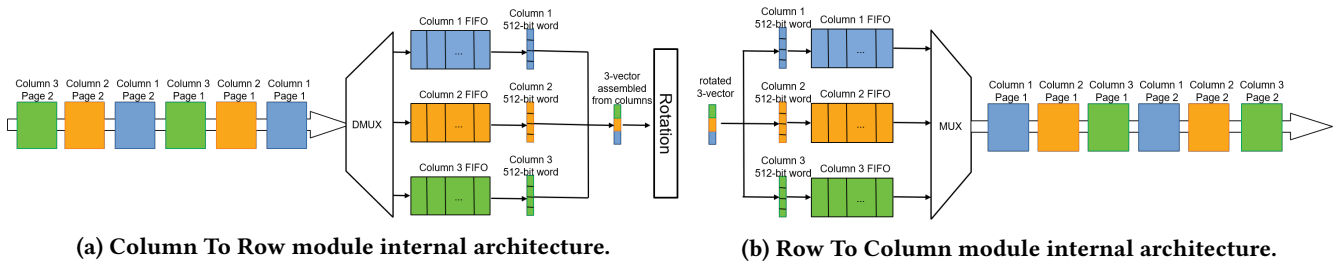 Column 3 Page 2
Column 2 Page 2
Column 1 Page 2
Column 3 Page 1
Column 2 Page 1
Column 1 Page 1
DMUX
Column 1 FIFO
...
Column 2 FIFO
...
Column 3 FIFO
...
Column 1
512-bit word
Column 2
512-bit word
Column 3
512-bit word
3-vector
assembled
from columns
Rotation
(a) Column To Row module internal architecture.
rotated
3-vector
Column 1
512-bit word
Column 2
512-bit word
Column 3
512-bit word
Column 1 FIFO
...
Column 2 FIFO
...
Column 3 FIFO
...
MUX
Column 1 Page 1
Column 2 Page 1
Column 3 Page 1
Column 1 Page 2
Column 2 Page 2
Column 3 Page 2
(b) Row To Column module internal architecture.